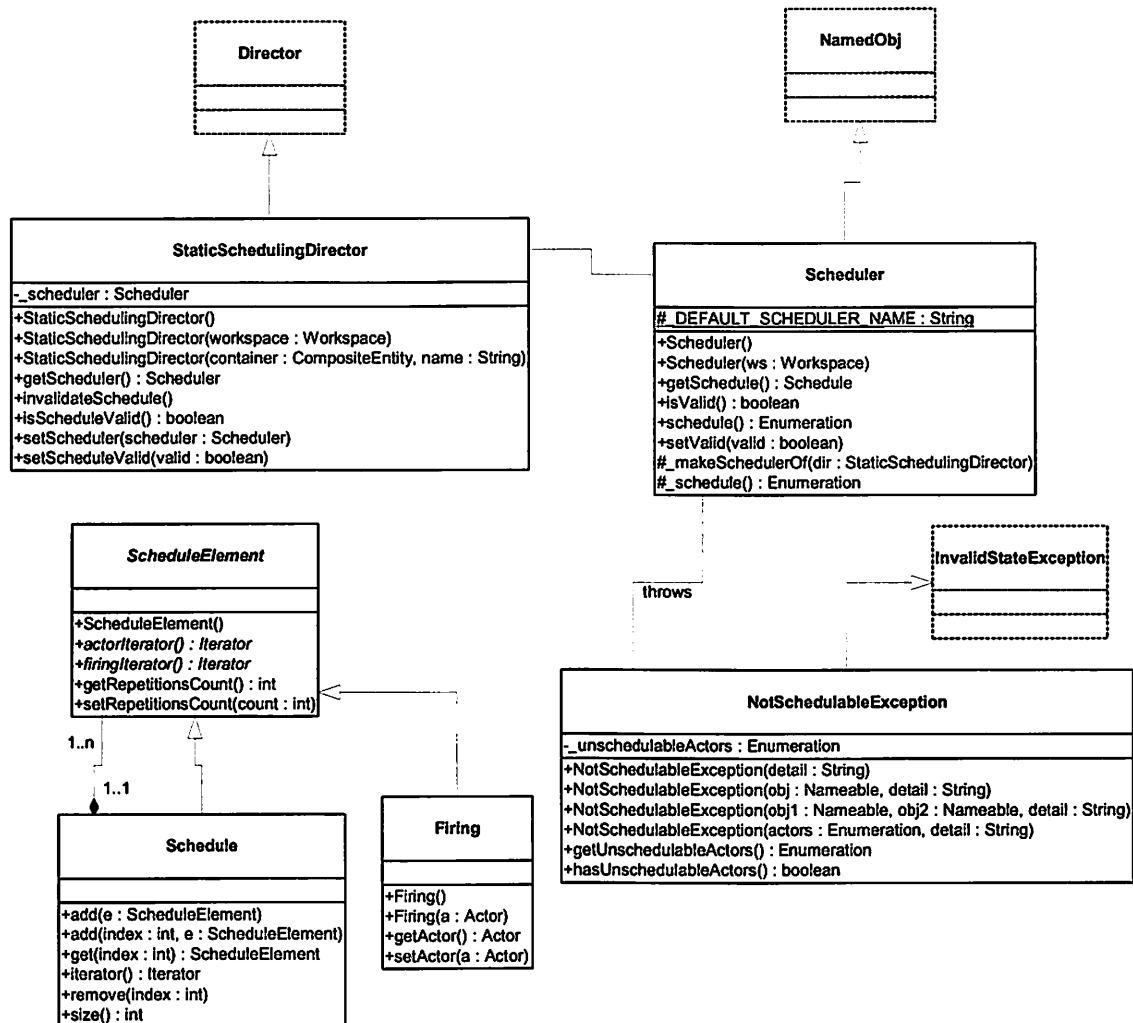 Director
NamedObj
StaticSchedulingDirector
-_scheduler : Scheduler
+StaticSchedulingDirector()
+StaticSchedulingDirector(workspace : Workspace)
+StaticSchedulingDirector(container : CompositeEntity, name : String)
+getScheduler() : Scheduler
+invalidateSchedule()
+isScheduleValid() : boolean
+setScheduler(scheduler : Scheduler)
+setScheduleValid(valid : boolean)
Scheduler
#_DEFAULT_SCHEDULER_NAME : String
+Scheduler()
+Scheduler(ws : Workspace)
+getSchedule() : Schedule
+isValid() : boolean
+schedule() : Enumeration
+setValid(valid : boolean)
#_makeSchedulerOf(dir : StaticSchedulingDirector)
#_schedule() : Enumeration
ScheduleElement
+ScheduleElement()
+actorIterator() : Iterator
+firingIterator() : Iterator
+getRepetitionsCount() : int
+setRepetitionsCount(count : int)
throws
InvalidStateException
1..n
1..1
NotSchedulableException
-_unschedulableActors : Enumeration
+NotSchedulableException(detail : String)
+NotSchedulableException(obj : Nameable, detail : String)
+NotSchedulableException(obj1 : Nameable, obj2 : Nameable, detail : String)
+NotSchedulableException(actors : Enumeration, detail : String)
+getUnschedulableActors() : Enumeration
+hasUnschedulableActors() : boolean
Schedule
+add(e : ScheduleElement)
+add(index : int, e : ScheduleElement)
+get(index : int) : ScheduleElement
+iterator() : Iterator
+remove(index : int)
+size() : int
Firing
+Firing()
+Firing(a : Actor)
+getActor() : Actor
+setActor(a : Actor)